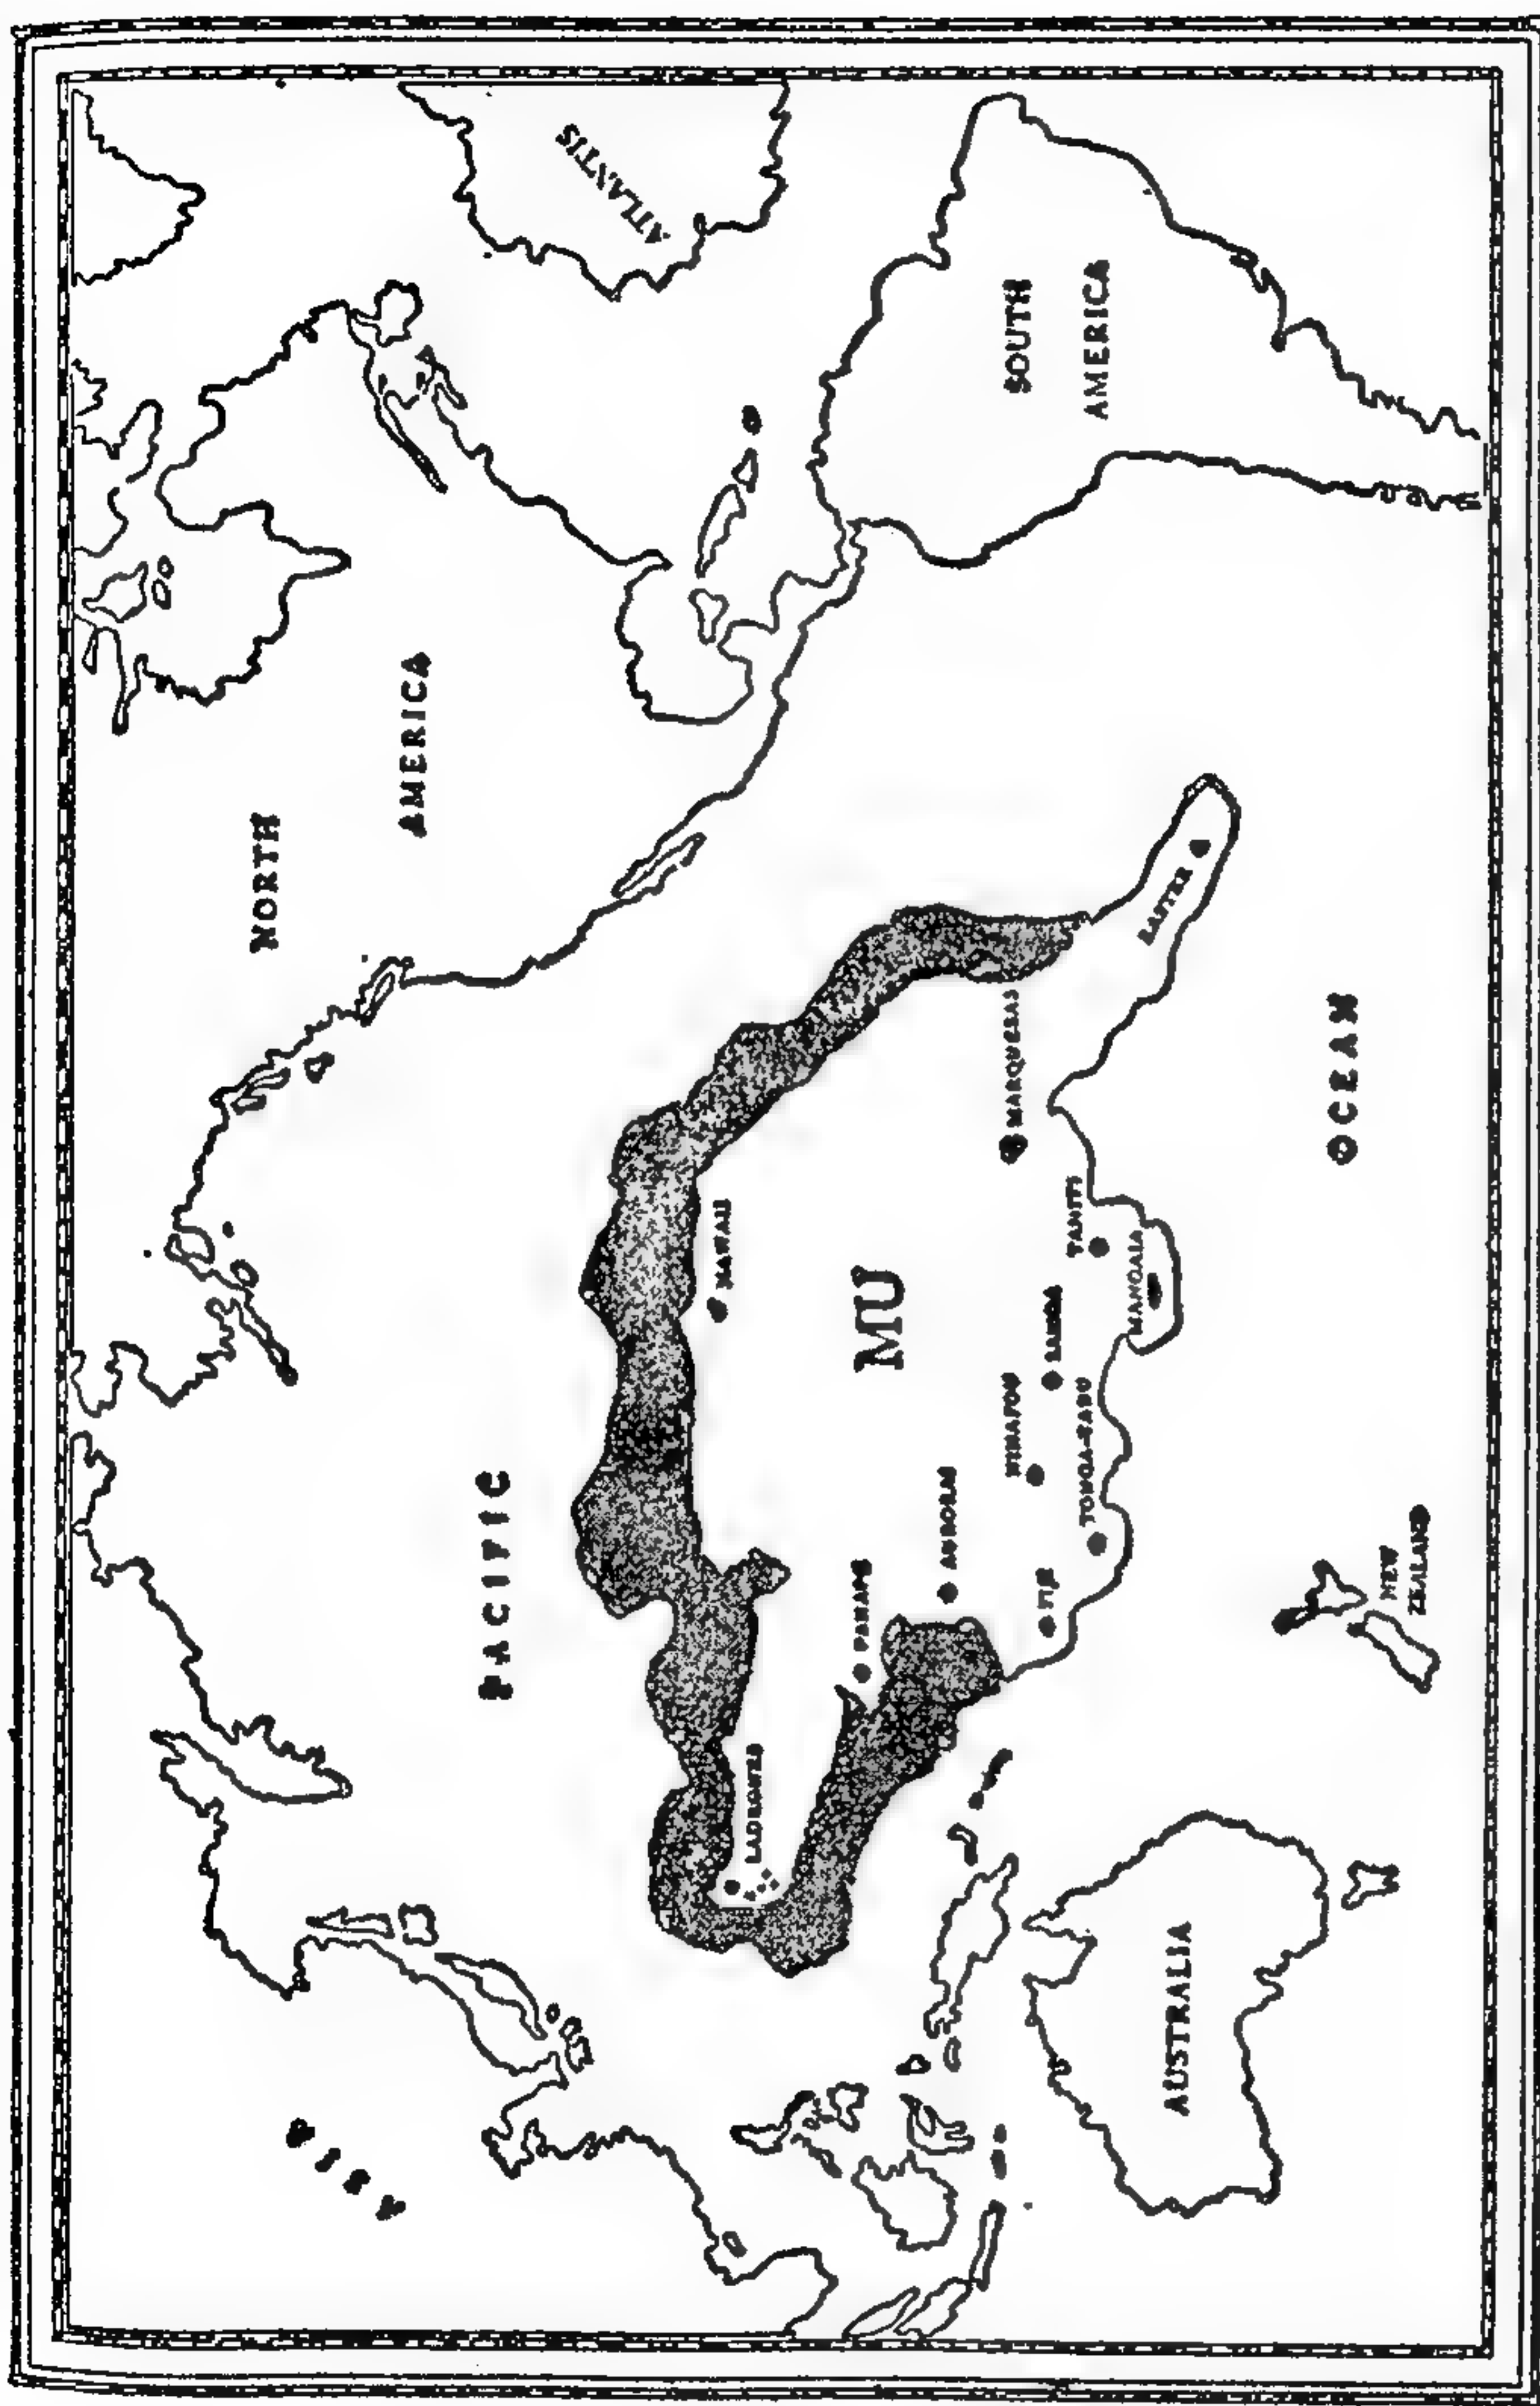 NORTH
AMERICA
ATLANTIS
ASIA
PACIFIC
HAWAII
LADRONES
MU
PANAPE
MARQUESAS
SOUTH
AMERICA
SAMOA
TAHITI
MANGAIA
TONGA-TABU
FIJI
EASTER
AUSTRALIA
NEW
ZEALAND
OCEAN